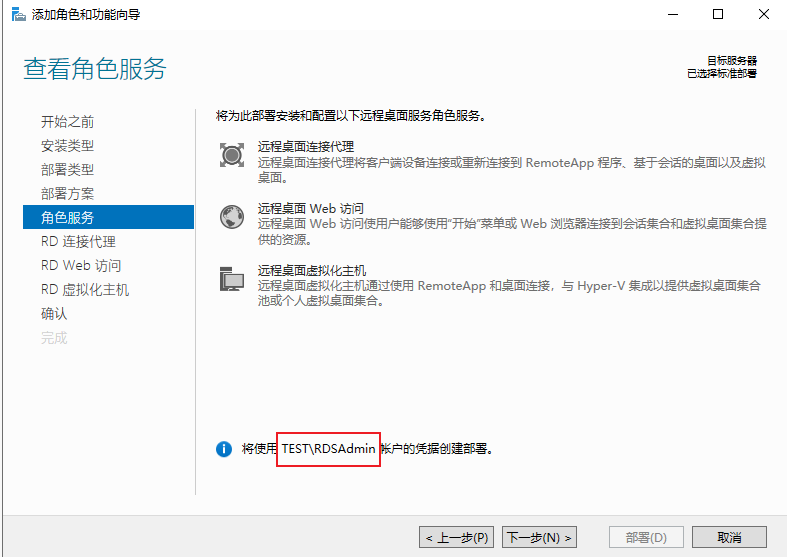 添加角色和功能向导
查看角色服务
目标服务器
已选择标准部署
开始之前
安装类型
部署类型
部署方案
角色服务
RD 连接代理
RD Web 访问
RD 虚拟化主机
确认
完成
将为此部署安装和配置以下远程桌面服务角色服务。
远程桌面连接代理
远程桌面连接代理将客户端设备连接或重新连接到 RemoteApp 程序、基于会话的桌面以及虚拟
桌面。
远程桌面 Web 访问
远程桌面 Web 访问使用户能够使用"开始"菜单或 Web 浏览器连接到会话集合和虚拟桌面集合提
供的资源。
远程桌面虚拟化主机
远程桌面虚拟化主机通过使用 RemoteApp 和桌面连接，与 Hyper-V 集成以提供虚拟桌面集合
池或个人虚拟桌面集合。
将使用 TEST\RDSAdmin 帐户的凭据创建部署。
< 上一步(P)
下一步(N) >
部署(D)
取消